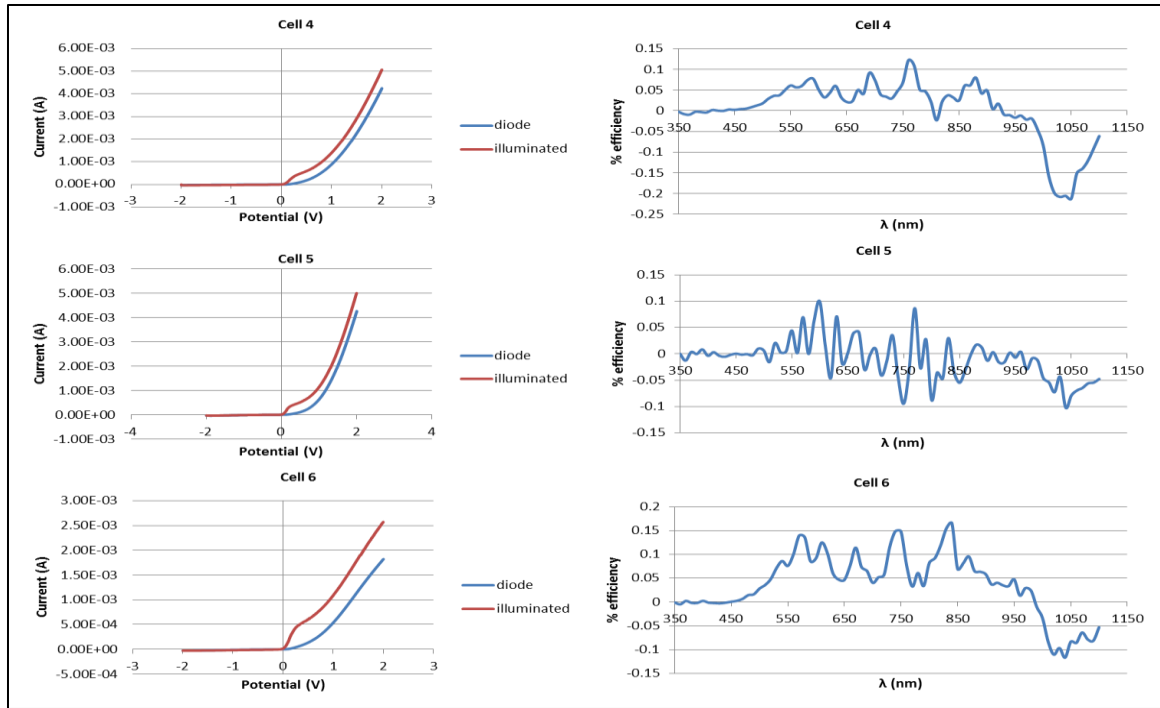 Cell 4
6.00E-03
5.00E-03
4.00E-03
3.00E-03
2.00E-03
1.00E-03
0.00E+00
-1.00E-03
Current (A)
-2 -1 0 1 2 3
Potential (V)
diode
illuminated
Cell 4
0.15
0.1
0.05
0
-0.05
-0.1
-0.15
-0.2
-0.25
% efficiency
350 450 550 650 750 850 950 1050 1150
λ (nm)
Cell 5
6.00E-03
5.00E-03
4.00E-03
3.00E-03
2.00E-03
1.00E-03
0.00E+00
-1.00E-03
Current (A)
-4 -2 0 2 4
Potential (V)
diode
illuminated
Cell 5
0.15
0.1
0.05
0
-0.05
-0.1
-0.15
% efficiency
350 450 550 650 750 850 950 1050 1150
λ (nm)
Cell 6
3.00E-03
2.50E-03
2.00E-03
1.50E-03
1.00E-03
5.00E-04
0.00E+00
-5.00E-04
Current (A)
-3 -2 -1 0 1 2 3
Potential (V)
diode
illuminated
Cell 6
0.2
0.15
0.1
0.05
0
-0.05
-0.1
-0.15
% efficiency
350 450 550 650 750 850 950 1050 1150
λ (nm)